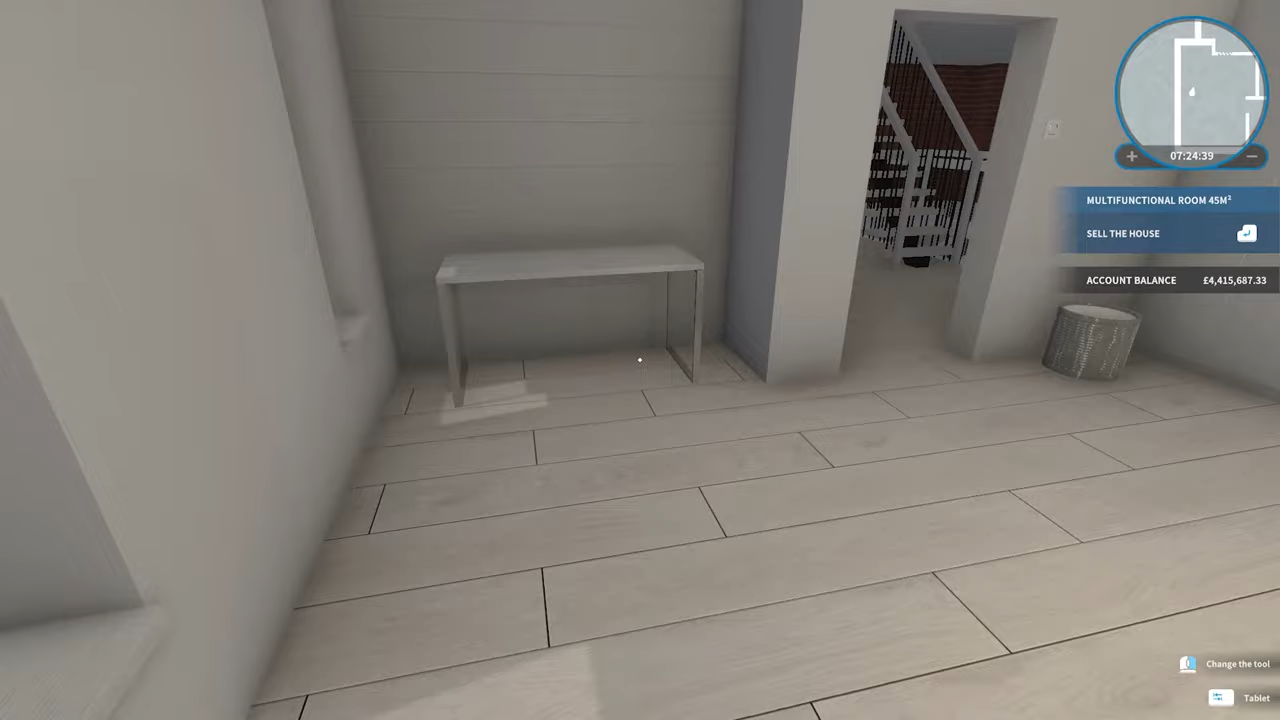 07:24:39
MULTIFUNCTIONAL ROOM 45M²
SELL THE HOUSE
ACCOUNT BALANCE £4,415,687.33
Change the tool
Tablet